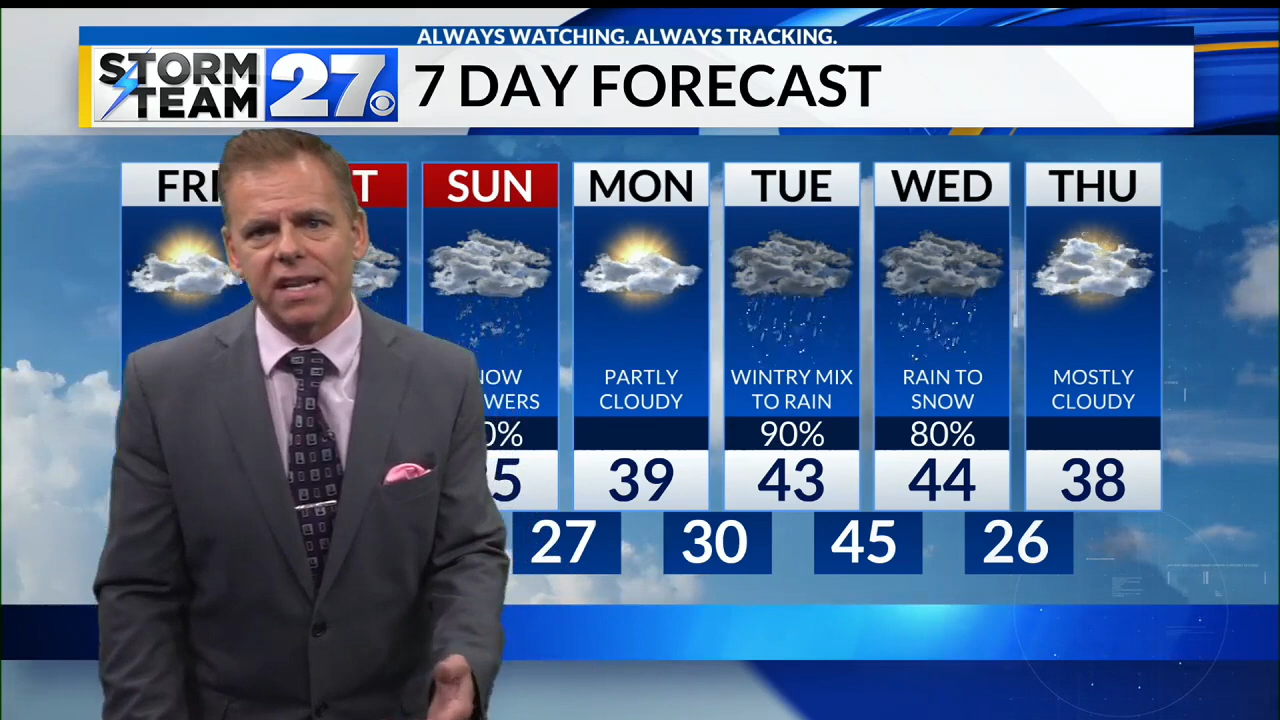 ALWAYS WATCHING. ALWAYS TRACKING.
STORM
TEAM
27
7 DAY FORECAST
FRI
SUN
MON
TUE
WED
THU
PARTLY
CLOUDY
WINTRY MIX
TO RAIN
RAIN TO
SNOW
MOSTLY
CLOUDY
90%
80%
39
43
44
38
27
30
45
26